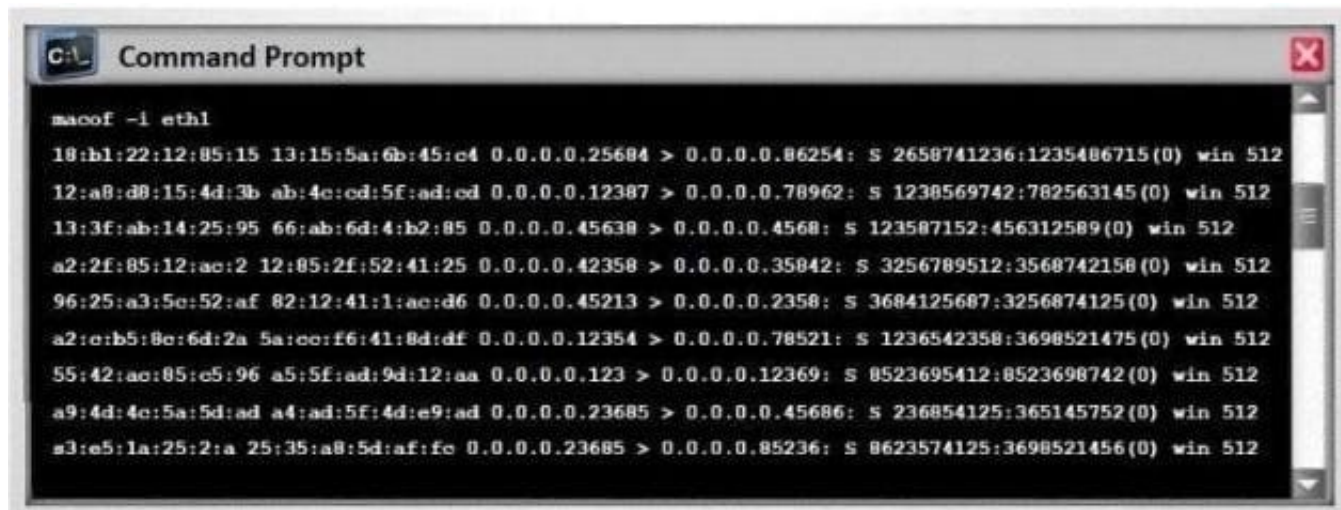 C:\_ Command Prompt
macof -i eth1
18:b1:22:12:85:15 13:15:5a:6b:45:c4 0.0.0.0.25684 > 0.0.0.0.86254: S 2658741236:1235486715(0) win 512
12:a8:d8:15:4d:3b ab:4c:cd:5f:ad:cd 0.0.0.0.12387 > 0.0.0.0.78962: S 1238569742:782563145(0) win 512
13:3f:ab:14:25:95 66:ab:6d:4:b2:85 0.0.0.0.45638 > 0.0.0.0.4568: S 123587152:456312589(0) win 512
a2:2f:85:12:ac:2 12:85:2f:52:41:25 0.0.0.0.42358 > 0.0.0.0.35842: S 3256789512:3568742158(0) win 512
96:25:a3:5c:52:af 82:12:41:1:ac:d6 0.0.0.0.45213 > 0.0.0.0.2358: S 3684125687:3256874125(0) win 512
a2:c:b5:8c:6d:2a 5a:cc:f6:41:8d:df 0.0.0.0.12354 > 0.0.0.0.78521: S 1236542358:3698521475(0) win 512
55:42:ac:85:c5:96 a5:5f:ad:9d:12:aa 0.0.0.0.123 > 0.0.0.0.12369: S 8523695412:8523698742(0) win 512
a9:4d:4c:5a:5d:ad a4:ad:5f:4d:e9:ad 0.0.0.0.23685 > 0.0.0.0.45686: S 236854125:365145752(0) win 512
s3:e5:1a:25:2:a 25:35:a8:5d:af:fc 0.0.0.0.23685 > 0.0.0.0.85236: S 8623574125:3698521456(0) win 512